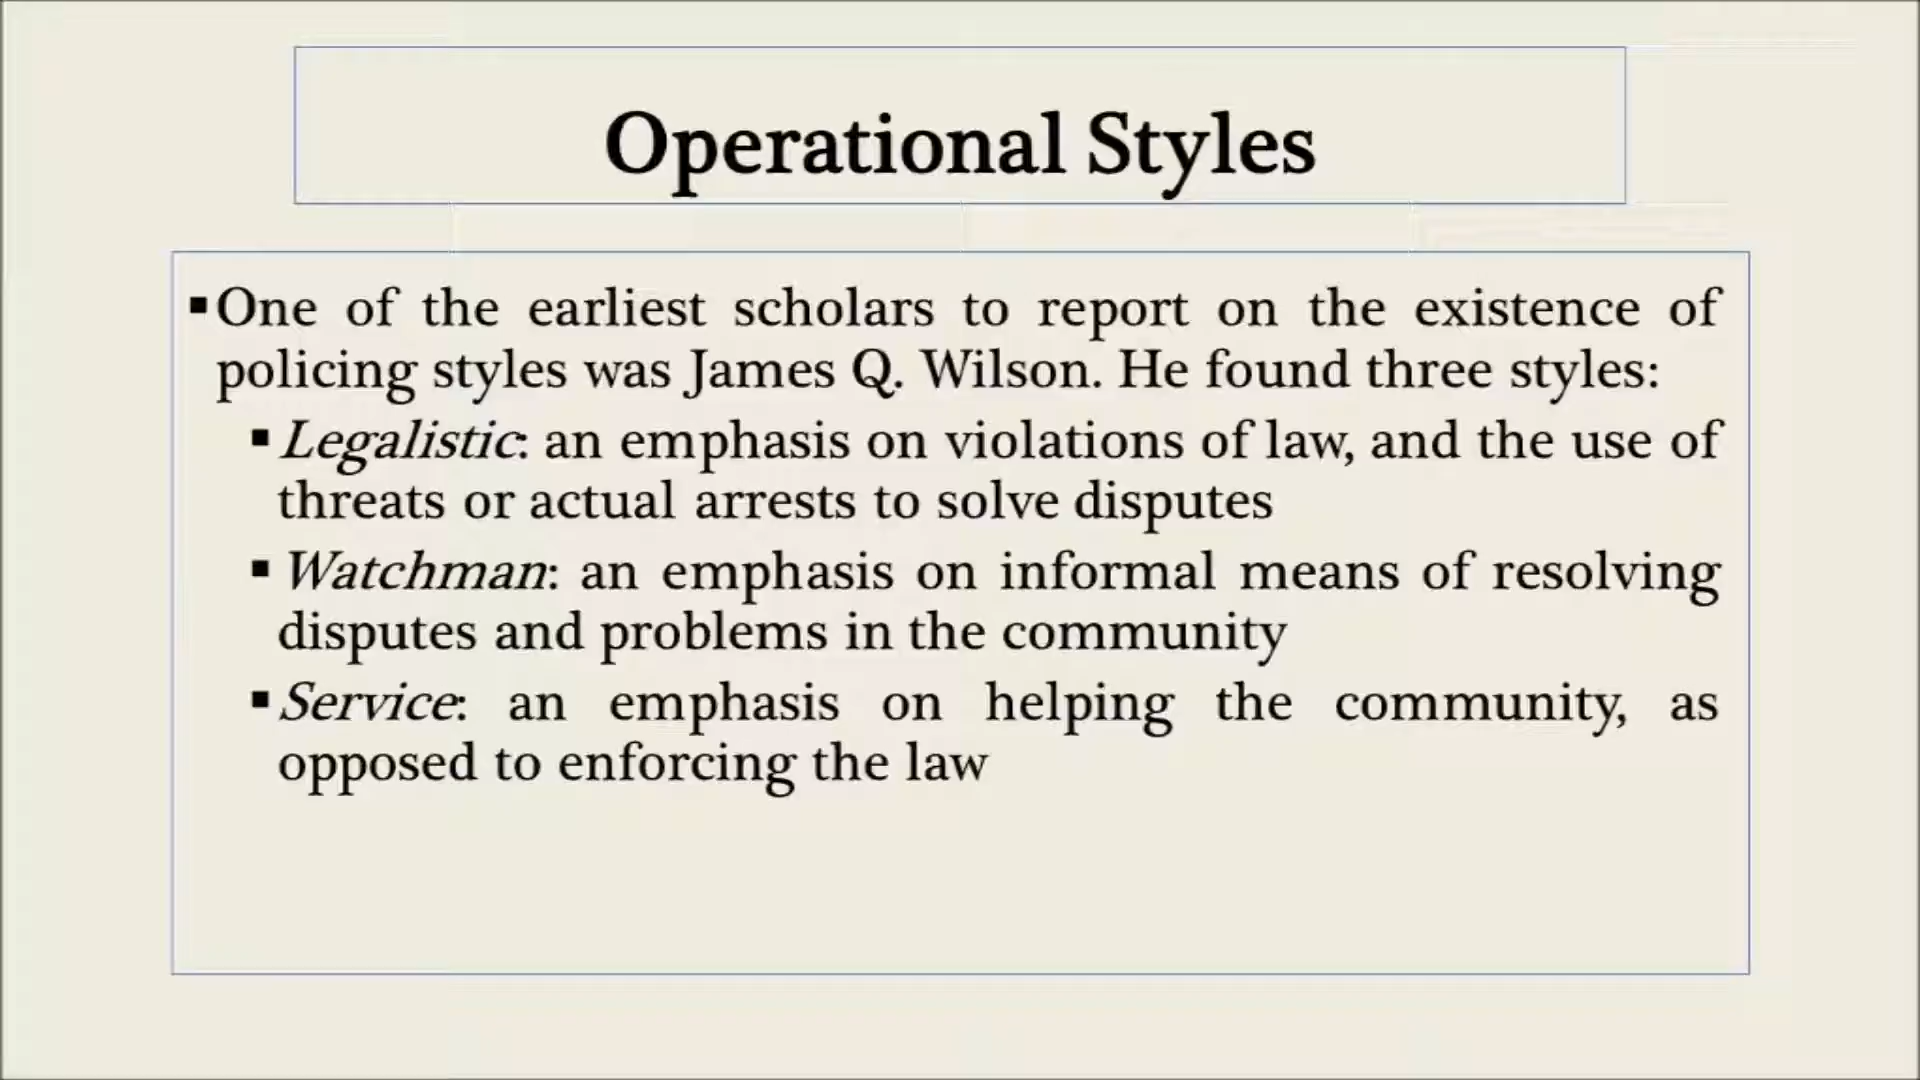 Operational Styles
▪One of the earliest scholars to report on the existence of
policing styles was James Q. Wilson. He found three styles:
▪Legalistic: an emphasis on violations of law, and the use of
threats or actual arrests to solve disputes
▪Watchman: an emphasis on informal means of resolving
disputes and problems in the community
▪Service: an emphasis on helping the community, as
opposed to enforcing the law